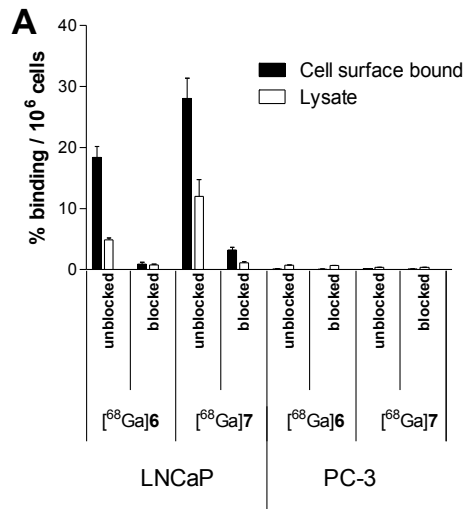 A
% binding / 10⁶ cells
40
30
20
10
0
Cell surface bound
Lysate
unblocked blocked unblocked blocked unblocked blocked unblocked blocked
[⁶⁸Ga]6 [⁶⁸Ga]7 [⁶⁸Ga]6 [⁶⁸Ga]7
LNCaP PC-3